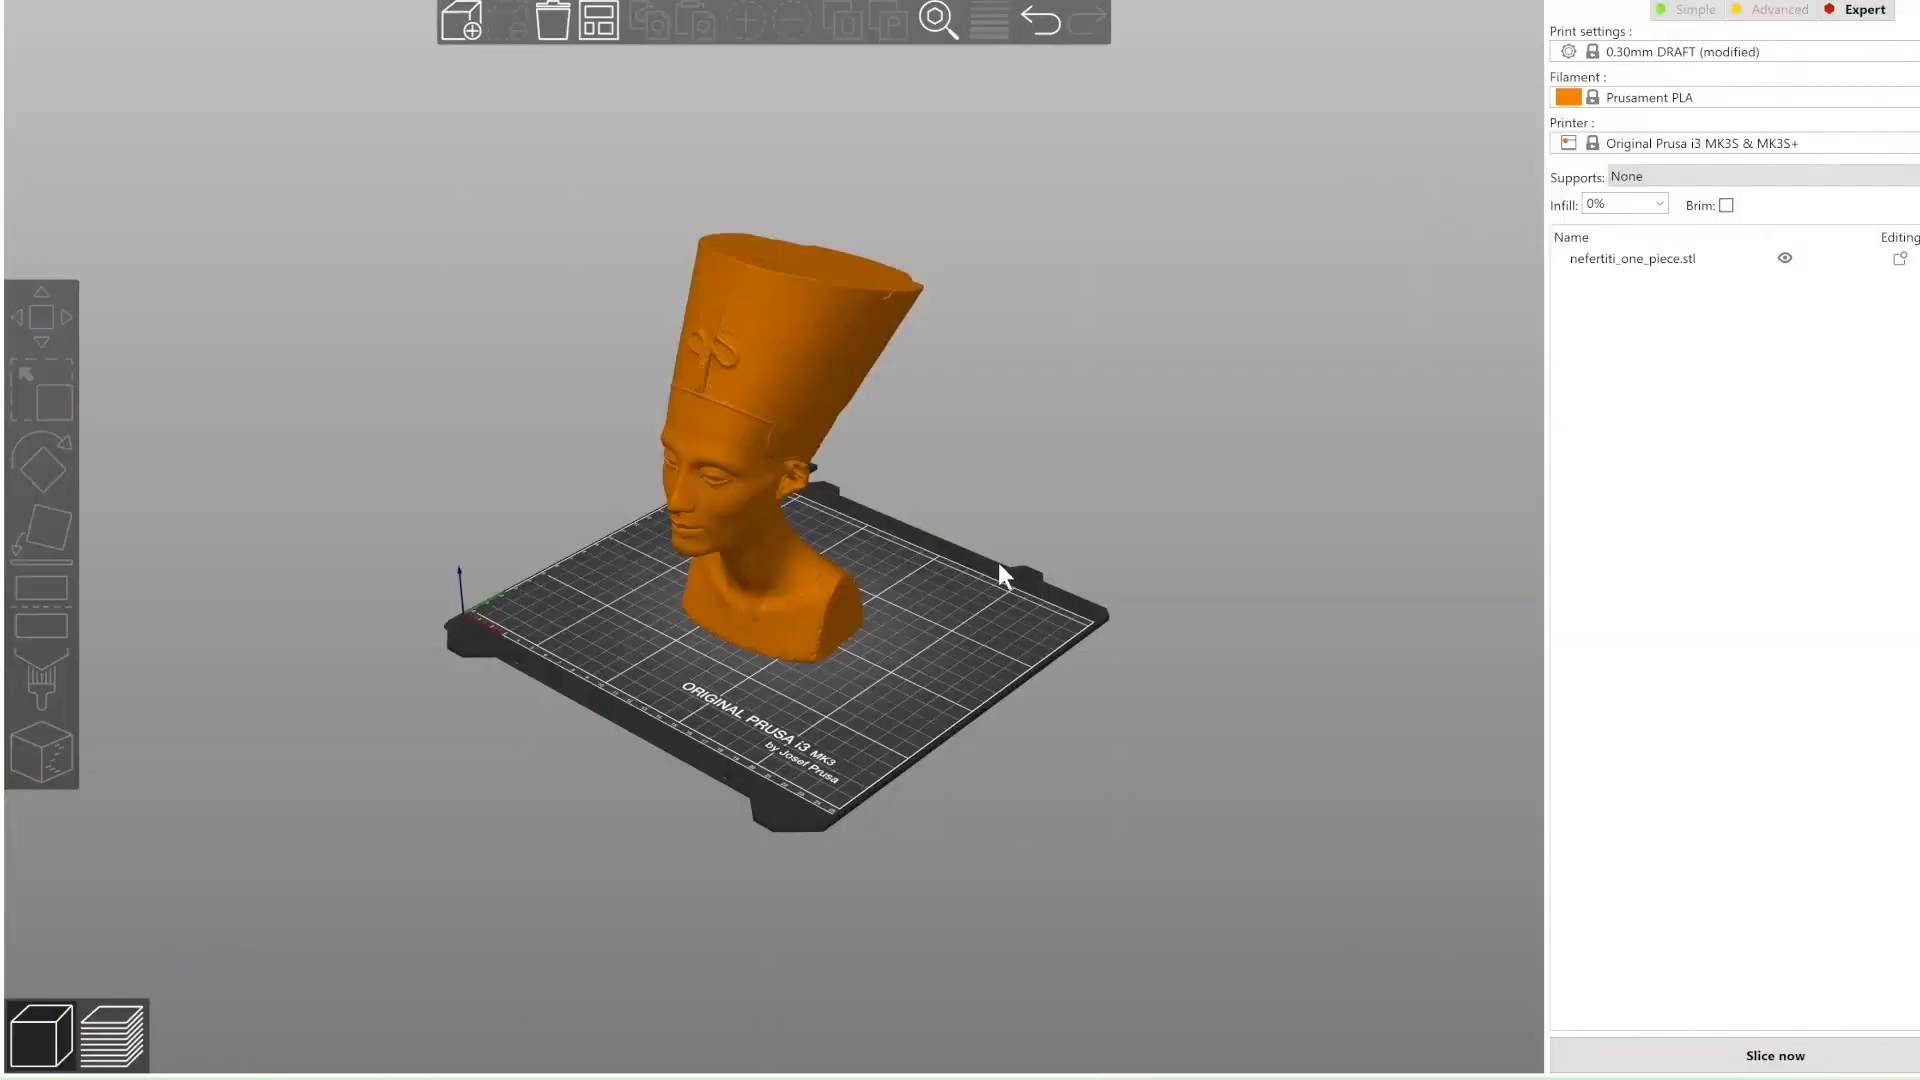 Simple Advanced Expert
Print settings :
0.30mm DRAFT (modified)
Filament :
Prusament PLA
Printer :
Original Prusa i3 MK3S & MK3S+
Supports: None
Infill: 0% Brim:
Name Editing
nefertiti_one_piece.stl
ORIGINAL PRUSA i3 MK3
by Josef Prusa
Slice now